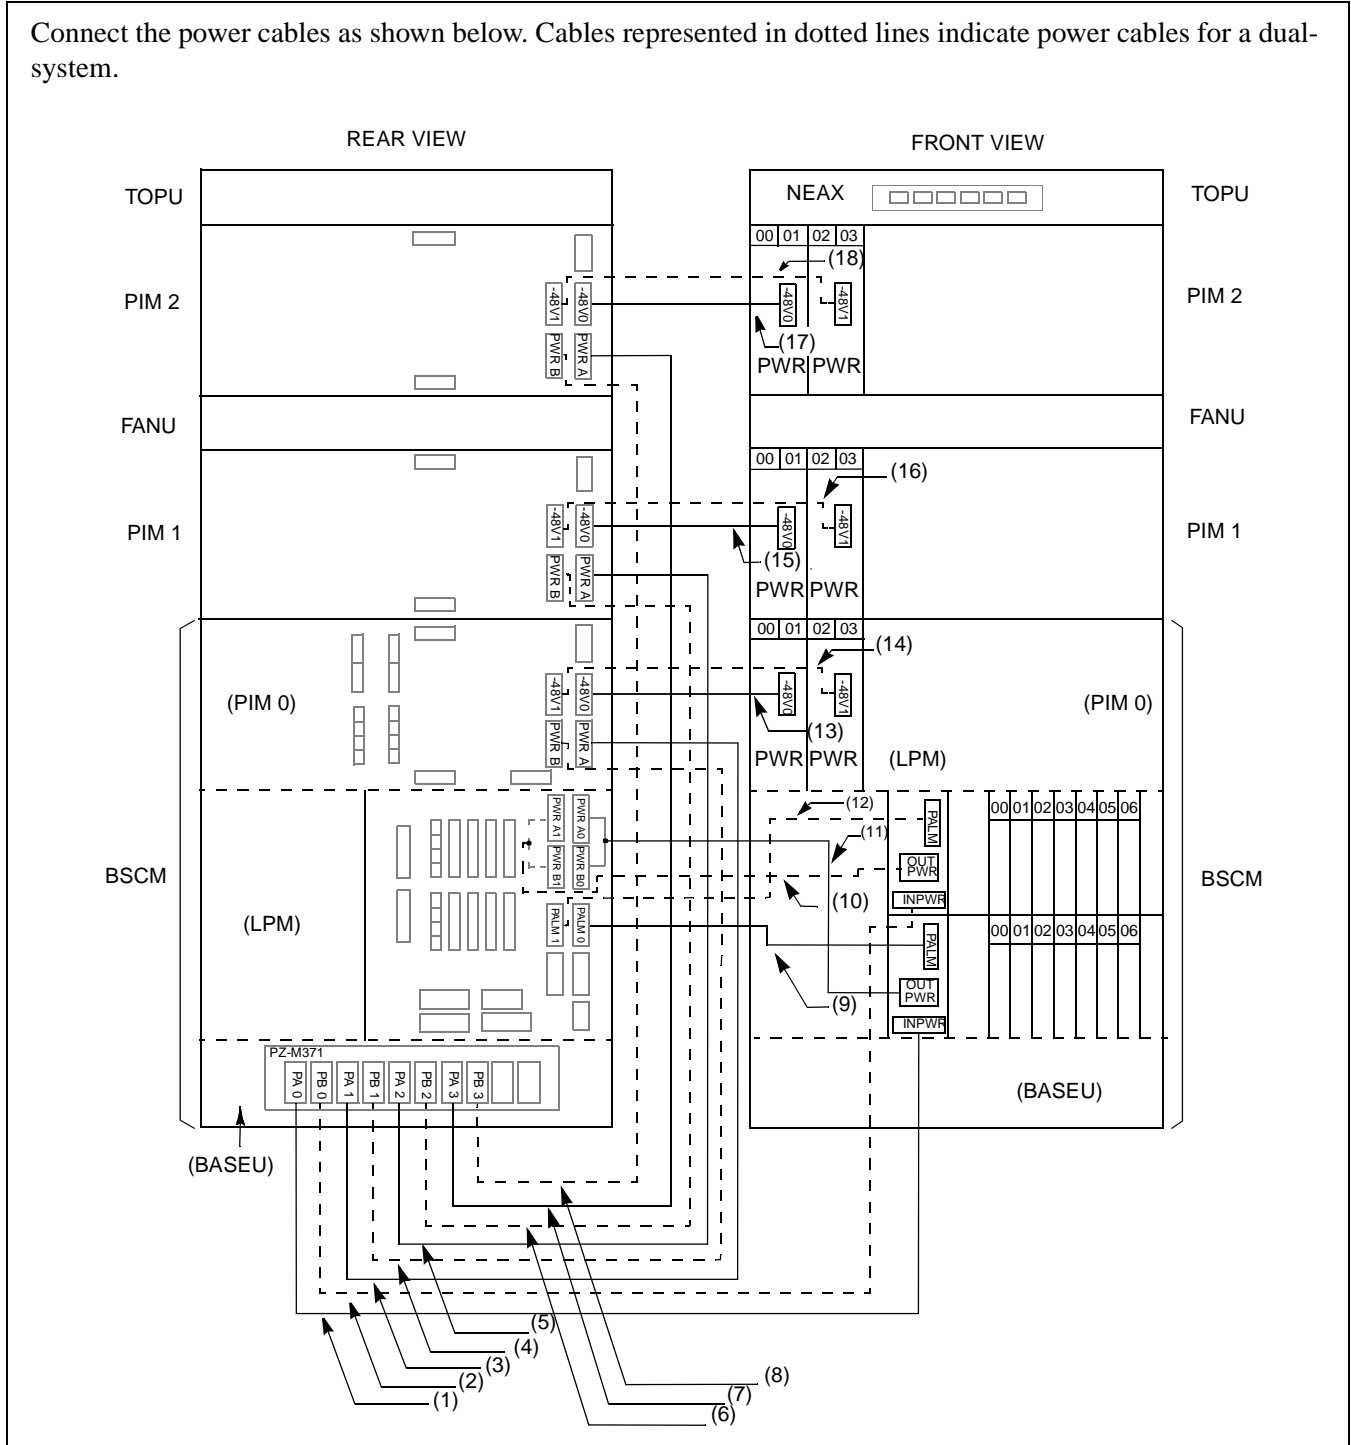 Connect the power cables as shown below. Cables represented in dotted lines indicate power cables for a dual-
system.
REAR VIEW
FRONT VIEW
TOPU
NEAX
TOPU
00 01 02 03
(18)
PIM 2
-48V1
-48V0
-48V0
-48V1
PIM 2
(17)
PWR B
PWR A
PWR PWR
FANU
FANU
00 01 02 03
(16)
PIM 1
-48V1
-48V0
-48V0
-48V1
PIM 1
(15)
PWR B
PWR A
PWR PWR
00 01 02 03
(14)
(PIM 0)
-48V1
-48V0
-48V0
-48V1
(PIM 0)
(13)
PWR B
PWR A
PWR PWR
(LPM)
(12)
PWR A1
PWR A0
PALM
00 01 02 03 04 05 06
(11)
BSCM
PWR B1
PWR B0
OUT
PWR
BSCM
(10)
INPWR
(LPM)
PALM 1
PALM 0
PALM
00 01 02 03 04 05 06
(9)
OUT
PWR
INPWR
PZ-M371
PA 0
PB 0
PA 1
PB 1
PA 2
PB 2
PA 3
PB 3
(BASEU)
(BASEU)
(5)
(4)
(3)
(8)
(2)
(7)
(1)
(6)